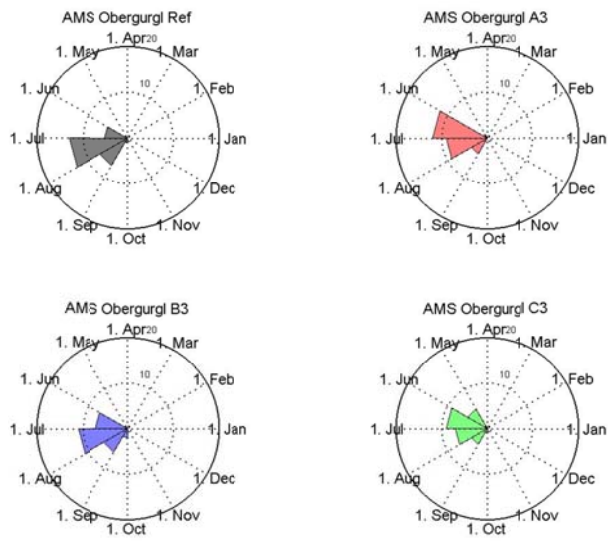 AMS Obergurgl Ref
1. Apr 20
1. May
1. Mar
1. Jun
10
1. Feb
1. Jul
1. Jan
1. Aug
1. Dec
1. Sep
1. Nov
1. Oct
AMS Obergurgl A3
1. Apr 20
1. May
1. Mar
1. Jun
10
1. Feb
1. Jul
1. Jan
1. Aug
1. Dec
1. Sep
1. Nov
1. Oct
AMS Obergurgl B3
1. Apr 20
1. May
1. Mar
1. Jun
10
1. Feb
1. Jul
1. Jan
1. Aug
1. Dec
1. Sep
1. Nov
1. Oct
AMS Obergurgl C3
1. Apr 20
1. May
1. Mar
1. Jun
10
1. Feb
1. Jul
1. Jan
1. Aug
1. Dec
1. Sep
1. Nov
1. Oct